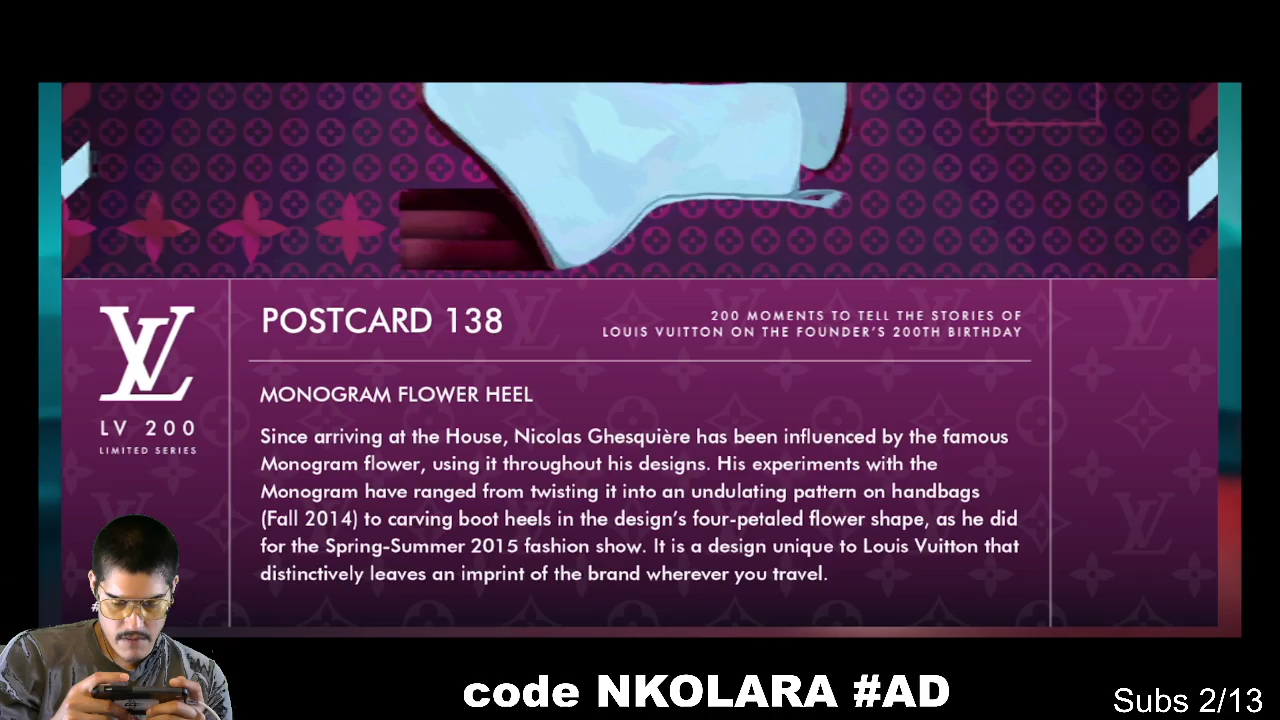 LV
LV 200
LIMITED SERIES
POSTCARD 138
200 MOMENTS TO TELL THE STORIES OF
LOUIS VUITTON ON THE FOUNDER'S 200TH BIRTHDAY
MONOGRAM FLOWER HEEL
Since arriving at the House, Nicolas Ghesquière has been influenced by the famous
Monogram flower, using it throughout his designs. His experiments with the
Monogram have ranged from twisting it into an undulating pattern on handbags
(Fall 2014) to carving boot heels in the design's four-petaled flower shape, as he did
for the Spring-Summer 2015 fashion show. It is a design unique to Louis Vuitton that
distinctively leaves an imprint of the brand wherever you travel.
code NKOLARA #AD
Subs 2/13